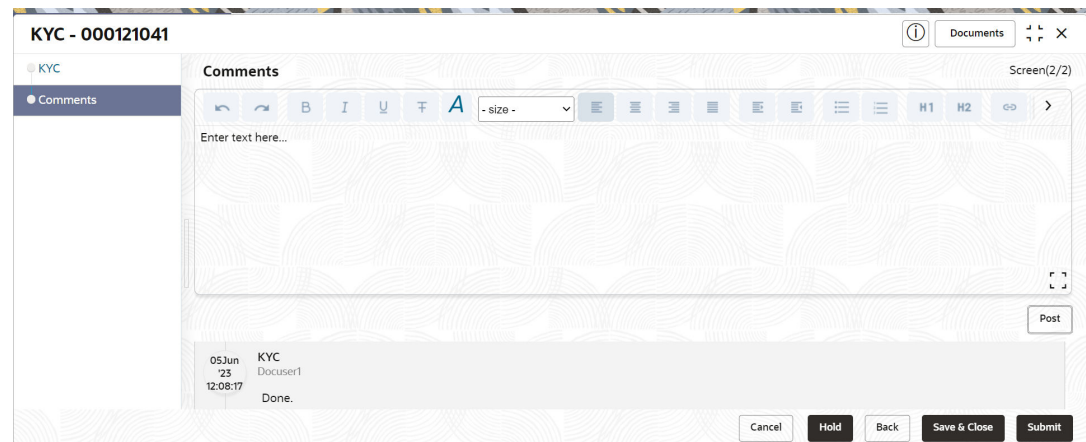 KYC - 000121041
Documents
KYC
Comments
Comments
Screen(2/2)
B I U T A - size - H1 H2
Enter text here...
Post
05Jun
'23
12:08:17
KYC
Docuser1
Done.
Cancel Hold Back Save & Close Submit